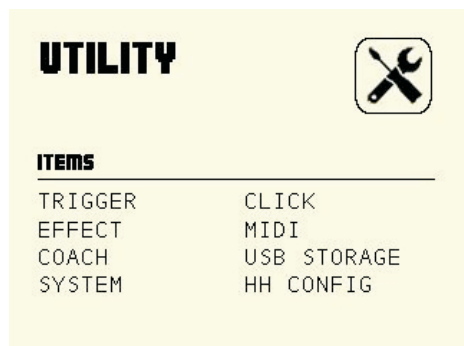 UTILITY
ITEMS
TRIGGER CLICK
EFFECT MIDI
COACH USB STORAGE
SYSTEM HH CONFIG